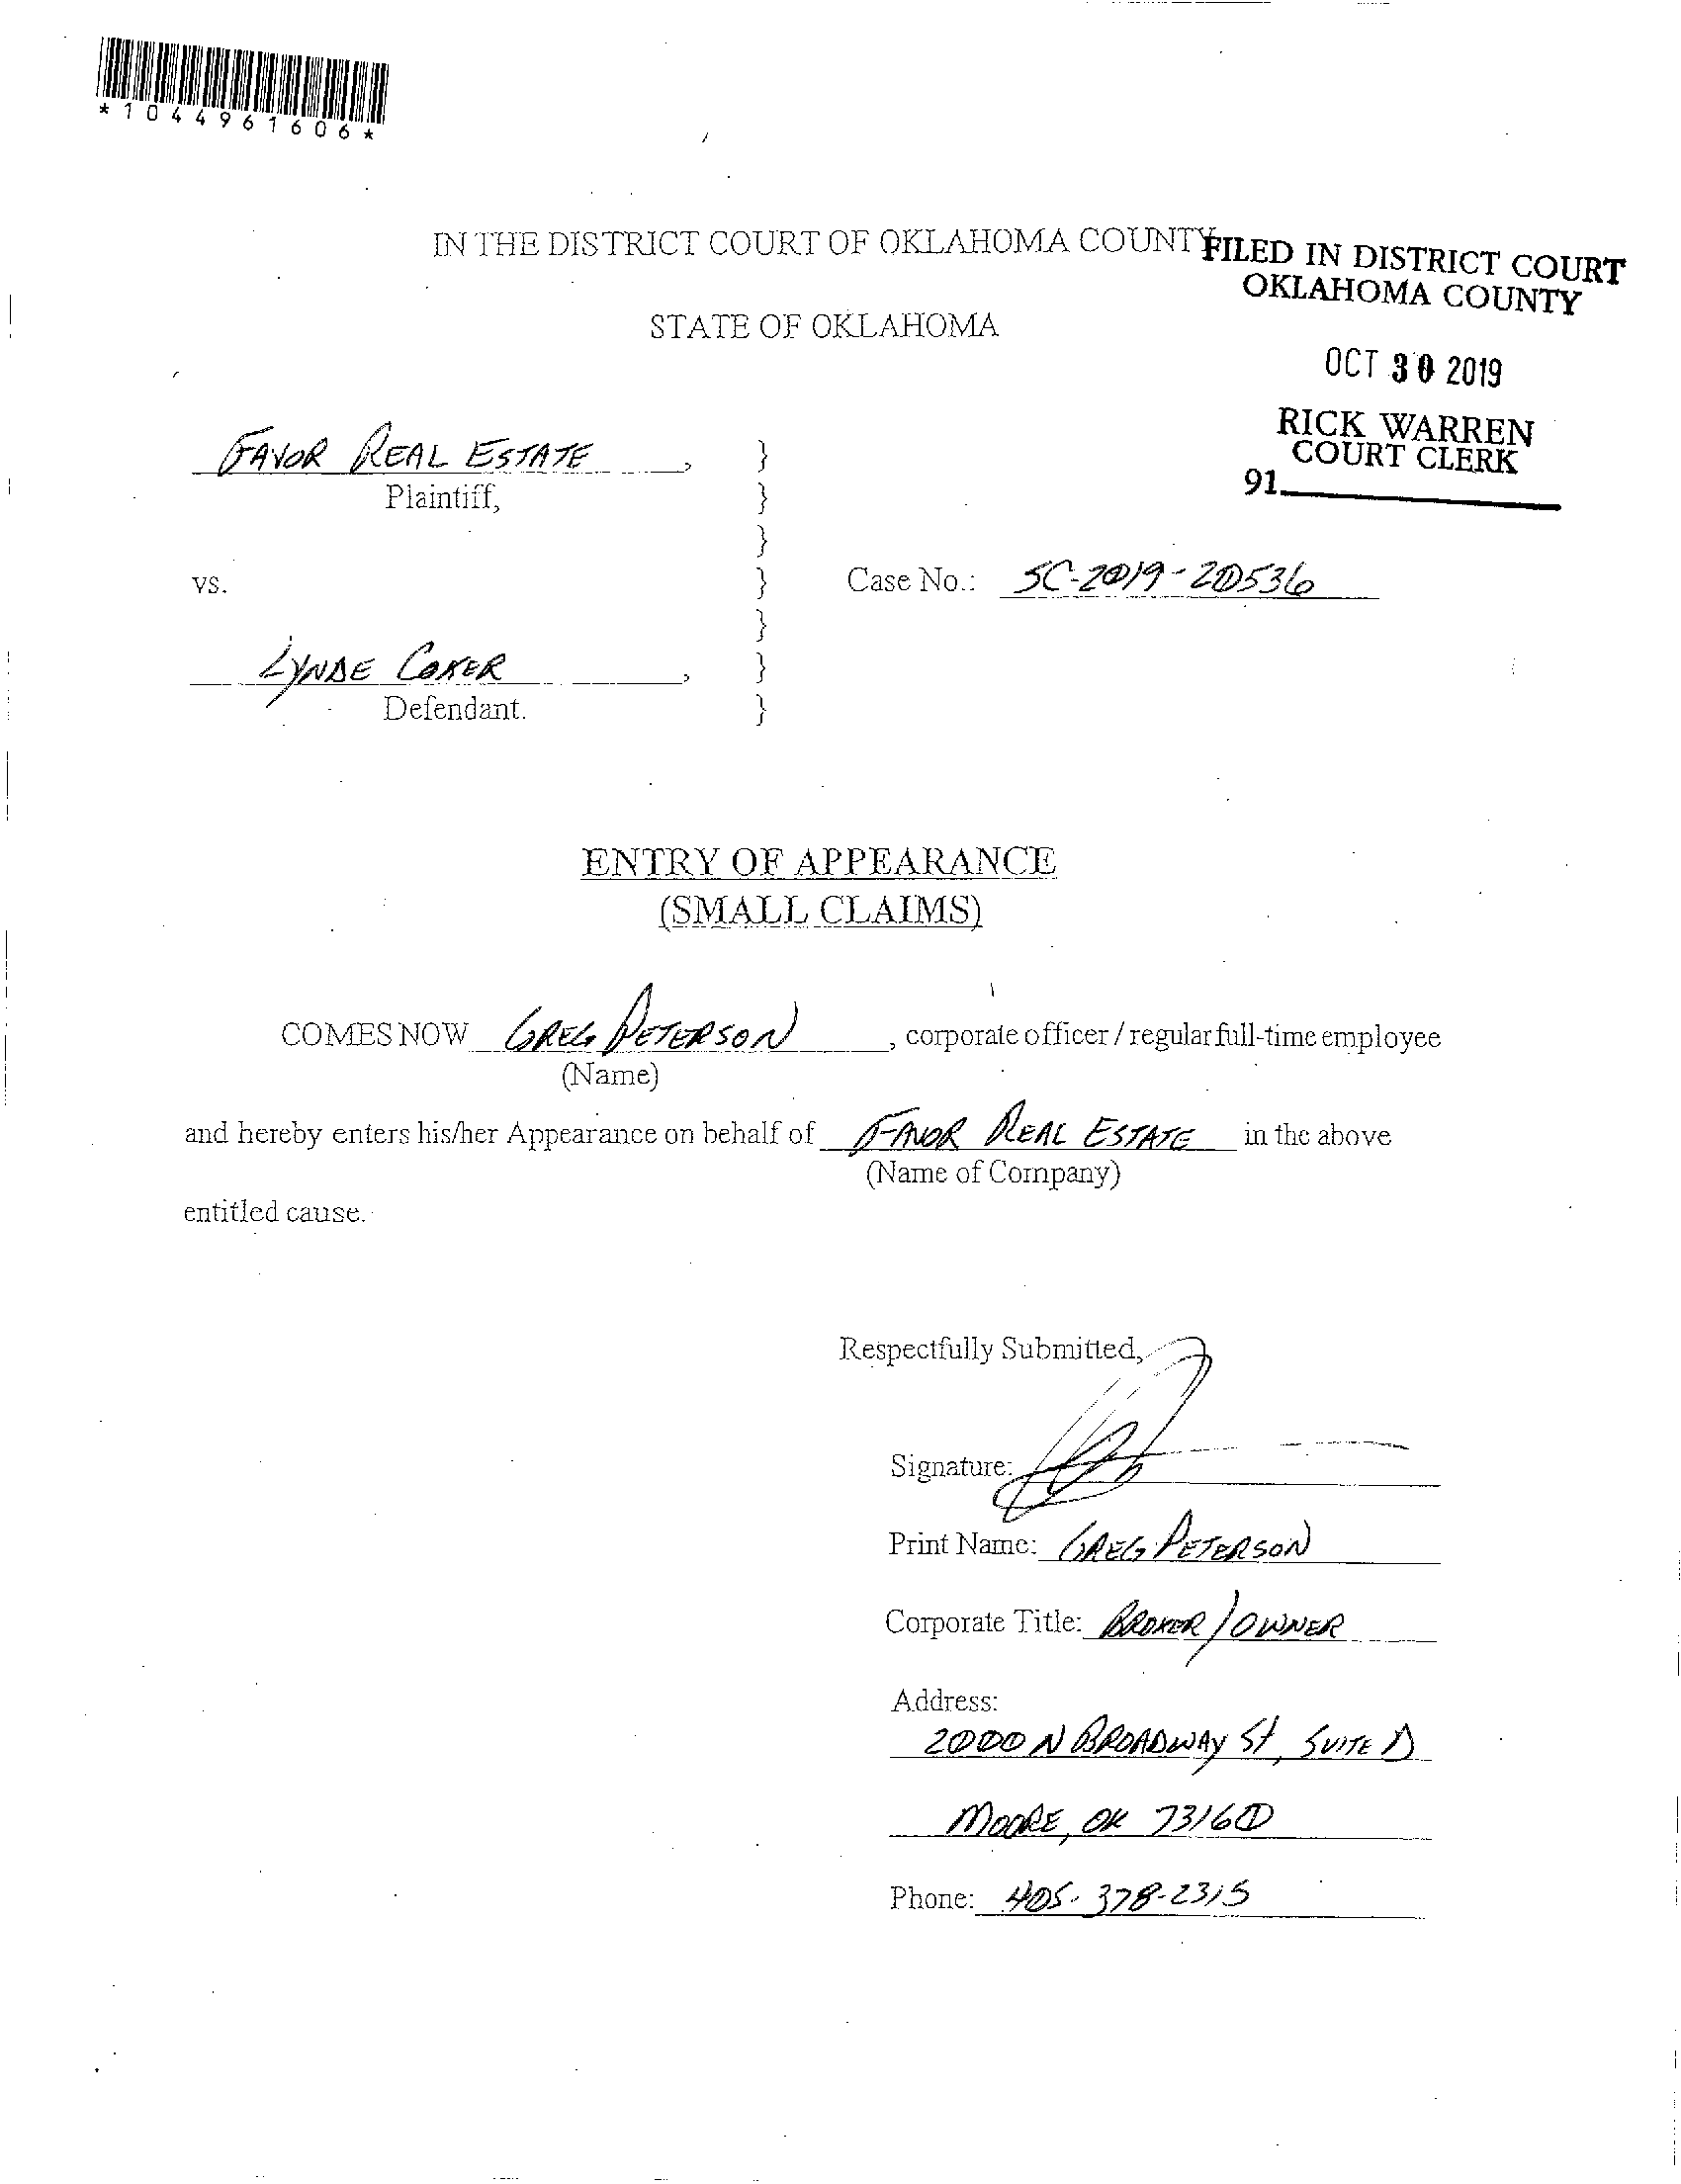 *1044961606*
IN THE DISTRICT COURT OF OKLAHOMA COUNTY
FILED IN DISTRICT COURT
OKLAHOMA COUNTY
STATE OF OKLAHOMA
OCT 30 2019
RICK WARREN
COURT CLERK
91
FAVOR REAL ESTATE, }
Plaintiff, }
}
vs. } Case No.: SC-2019-20536
}
LYNDE COKER, }
Defendant. }
ENTRY OF APPEARANCE
(SMALL CLAIMS)
COMES NOW GREG PETERSON, corporate officer / regular full-time employee
(Name)
and hereby enters his/her Appearance on behalf of FAVOR REAL ESTATE in the above
(Name of Company)
entitled cause.
Respectfully Submitted,
Signature:
Print Name: GREG PETERSON
Corporate Title: BROKER/OWNER
Address:
2000 N BROADWAY St, SUITE D
MOORE, OK 73160
Phone: 405-378-2315